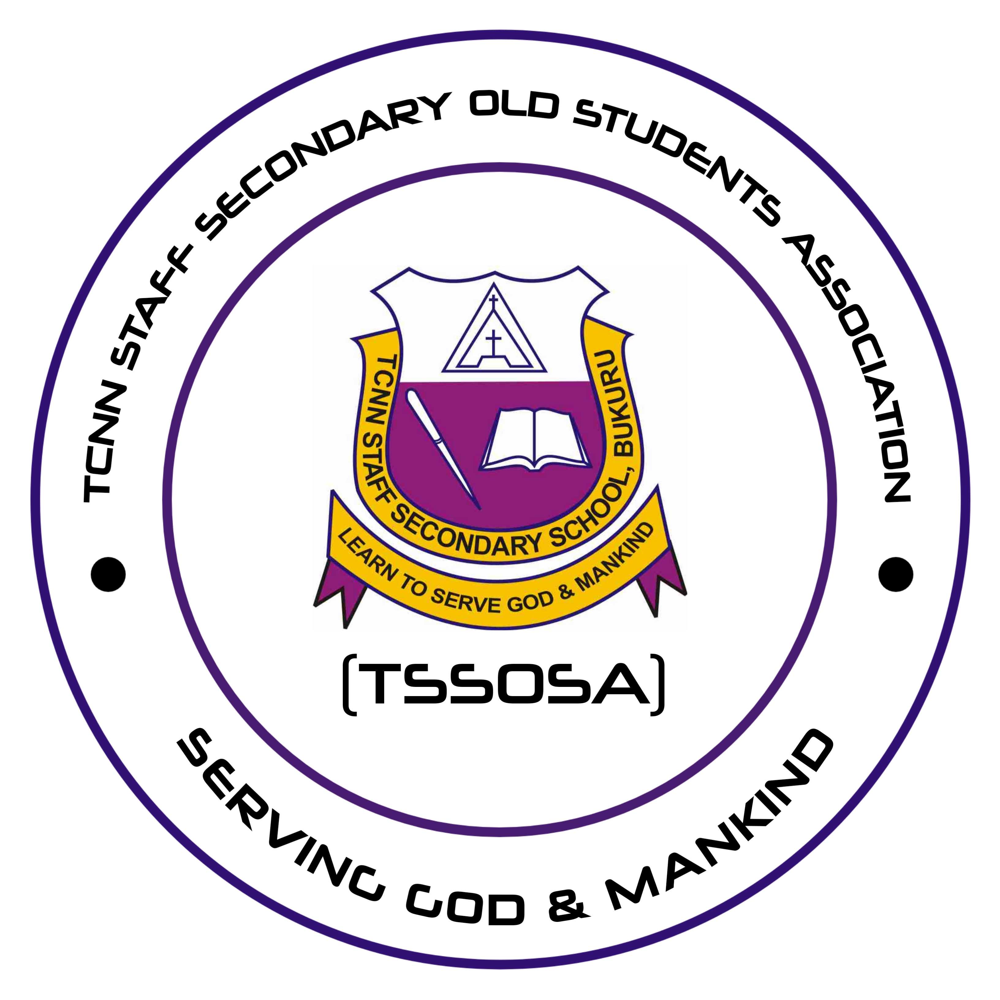 TCNN STAFF SECONDARY OLD STUDENTS ASSOCIATION
TCNN STAFF SECONDARY SCHOOL, BUKURU
LEARN TO SERVE GOD & MANKIND
(TSSOSA)
SERVING GOD & MANKIND